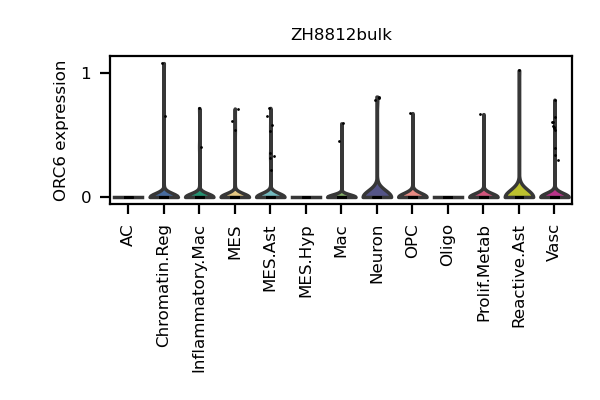 ZH8812bulk
ORC6 expression
1
0
AC
Chromatin.Reg
Inflammatory.Mac
MES
MES.Ast
MES.Hyp
Mac
Neuron
OPC
Oligo
Prolif.Metab
Reactive.Ast
Vasc